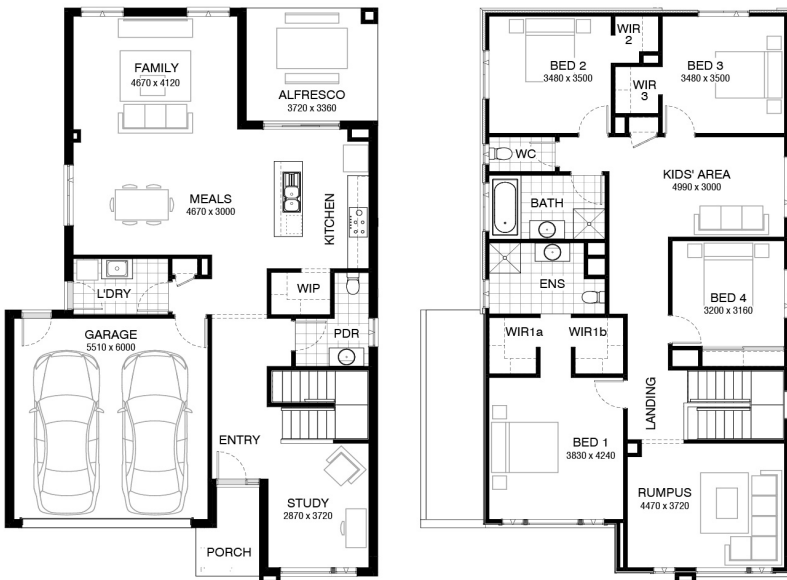 FAMILY
4670 x 4120
ALFRESCO
3720 x 3360
MEALS
4670 x 3000
KITCHEN
L'DRY
WIP
PDR
GARAGE
5510 x 6000
ENTRY
STUDY
2870 x 3720
PORCH
BED 2
3480 x 3500
WIR
2
BED 3
3480 x 3500
WIR
3
WC
KIDS' AREA
4990 x 3000
BATH
ENS
BED 4
3200 x 3160
WIR1a
WIR1b
LANDING
BED 1
3830 x 4240
RUMPUS
4470 x 3720